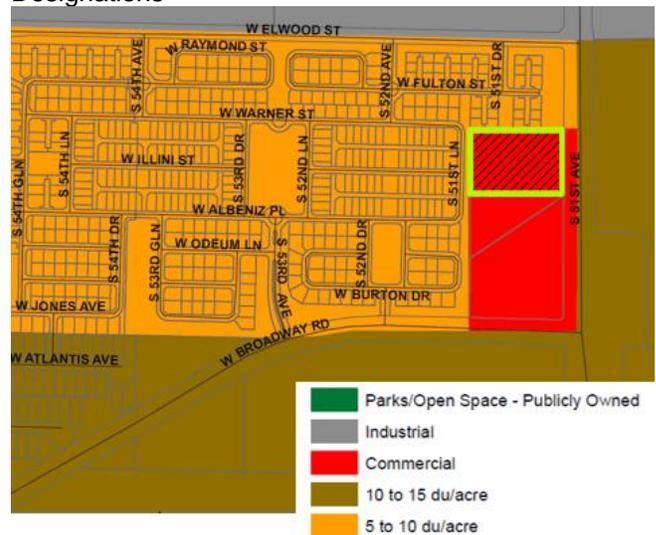 Designations
W ELWOOD ST
W RAYMOND ST
S 54TH AVE
S 52ND AVE
S 51ST DR
W FULTON ST
W WARNER ST
S 54TH GLN
S 54TH LN
W ILLINI ST
S 53RD DR
S 52ND LN
S 51ST LN
S 51ST AVE
W ALBENIZ PL
S 54TH DR
S 53RD GLN
W ODEUM LN
S 53RD AVE
S 52ND DR
W JONES AVE
W BURTON DR
W BROADWAY RD
W ATLANTIS AVE
Parks/Open Space - Publicly Owned
Industrial
Commercial
10 to 15 du/acre
5 to 10 du/acre